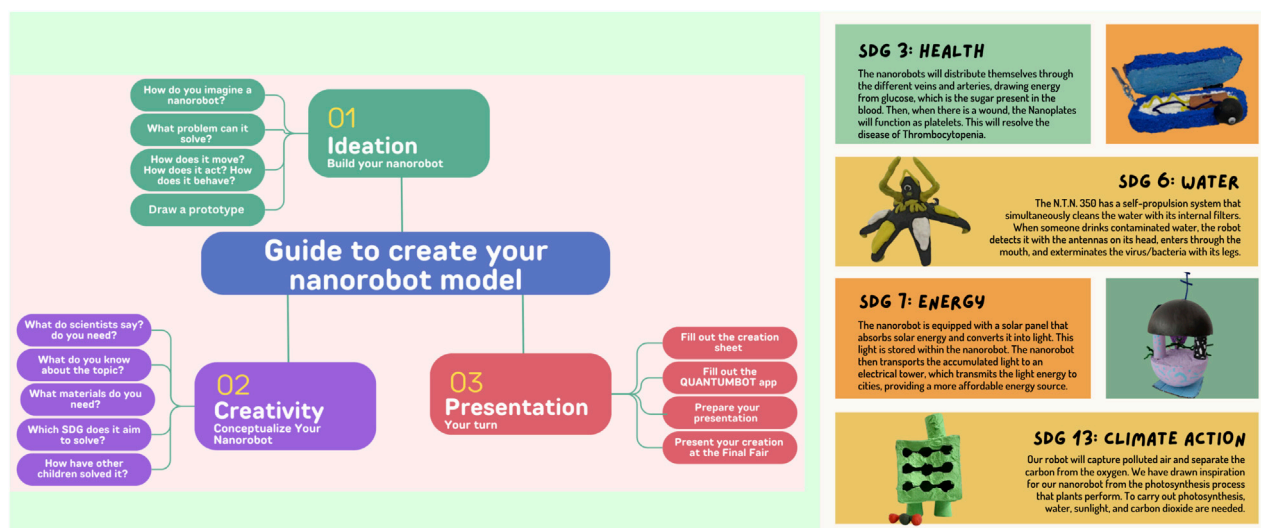 How do you imagine a
nanorobot?
What problem can it
solve?
How does it move?
How does it act? How
does it behave?
Draw a prototype
01
Ideation
Build your nanorobot
Guide to create your
nanorobot model
What do scientists say?
do you need?
What do you know
about the topic?
What materials do you
need?
Which SDG does it aim
to solve?
How have other
children solved it?
02
Creativity
Conceptualize Your
Nanorobot
03
Presentation
Your turn
Fill out the creation
sheet
Fill out the
QUANTUMBOT app
Prepare your
presentation
Present your creation
at the Final Fair
SDG 3: HEALTH
The nanorobots will distribute themselves through
the different veins and arteries, drawing energy
from glucose, which is the sugar present in the
blood. Then, when there is a wound, the Nanoplates
will function as platelets. This will resolve the
disease of Thrombocytopenia.
SDG 6: WATER
The N.T.N. 350 has a self-propulsion system that
simultaneously cleans the water with its internal filters.
When someone drinks contaminated water, the robot
detects it with the antennas on its head, enters through the
mouth, and exterminates the virus/bacteria with its legs.
SDG 7: ENERGY
The nanorobot is equipped with a solar panel that
absorbs solar energy and converts it into light. This
light is stored within the nanorobot. The nanorobot
then transports the accumulated light to an
electrical tower, which transmits the light energy to
cities, providing a more affordable energy source.
SDG 13: CLIMATE ACTION
Our robot will capture polluted air and separate the
carbon from the oxygen. We have drawn inspiration
for our nanorobot from the photosynthesis process
that plants perform. To carry out photosynthesis,
water, sunlight, and carbon dioxide are needed.